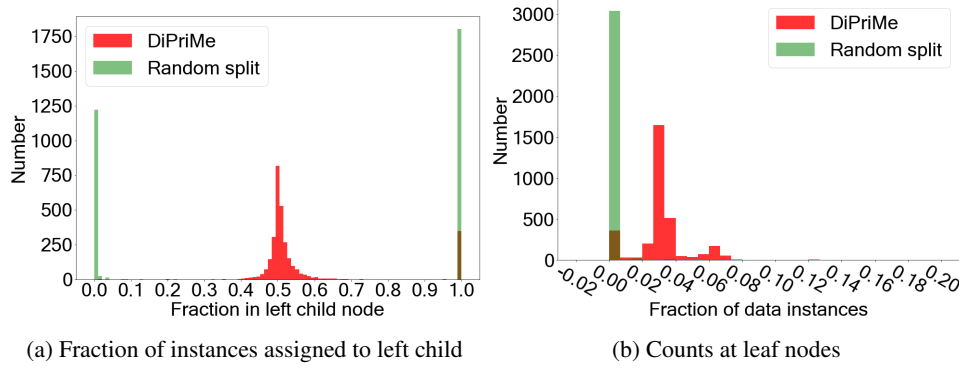 DiPriMe
Random split
Number
1750
1500
1250
1000
750
500
250
0
0.0 0.1 0.2 0.3 0.4 0.5 0.6 0.7 0.8 0.9 1.0
Fraction in left child node
(a) Fraction of instances assigned to left child
DiPriMe
Random split
Number
3000
2500
2000
1500
1000
500
0
-0.02 0.00 0.02 0.04 0.06 0.08 0.10 0.12 0.14 0.16 0.18 0.20
Fraction of data instances
(b) Counts at leaf nodes